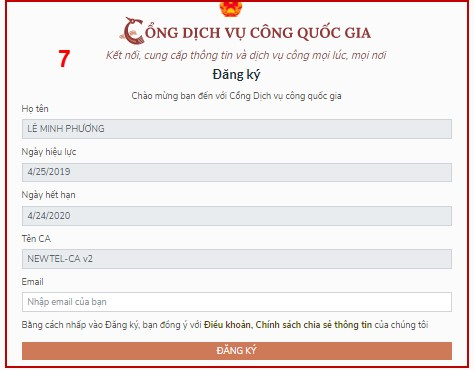 CỔNG DỊCH VỤ CÔNG QUỐC GIA
7
Kết nối, cung cấp thông tin và dịch vụ công mọi lúc, mọi nơi
Đăng ký
Chào mừng bạn đến với Cổng Dịch vụ công quốc gia
Họ tên
LÊ MINH PHƯƠNG
Ngày hiệu lực
4/25/2019
Ngày hết hạn
4/24/2020
Tên CA
NEWTEL-CA v2
Email
Nhập email của bạn
Bằng cách nhấp vào Đăng ký, bạn đồng ý với Điều khoản, Chính sách chia sẻ thông tin của chúng tôi
ĐĂNG KÝ